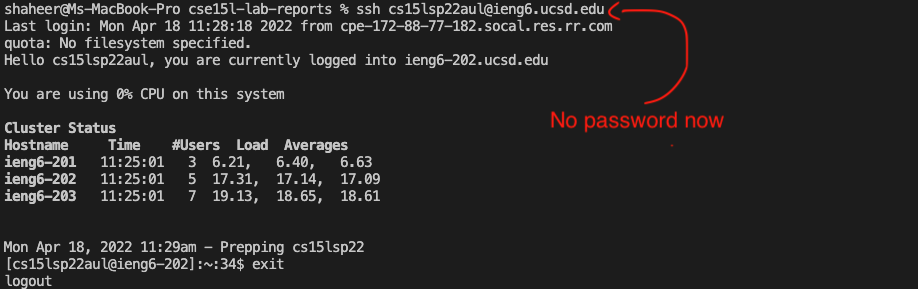 shaheer@Ms-MacBook-Pro cse15l-lab-reports % ssh cs15lsp22aul@ieng6.ucsd.edu
Last login: Mon Apr 18 11:28:18 2022 from cpe-172-88-77-182.socal.res.rr.com
quota: No filesystem specified.
Hello cs15lsp22aul, you are currently logged into ieng6-202.ucsd.edu
You are using 0% CPU on this system
No password now
Cluster Status
Hostname     Time    #Users  Load  Averages
ieng6-201   11:25:01   3  6.21,   6.40,   6.63
ieng6-202   11:25:01   5  17.31,  17.14,  17.09
ieng6-203   11:25:01   7  19.13,  18.65,  18.61
Mon Apr 18, 2022 11:29am - Prepping cs15lsp22
[cs15lsp22aul@ieng6-202]:~:34$ exit
logout